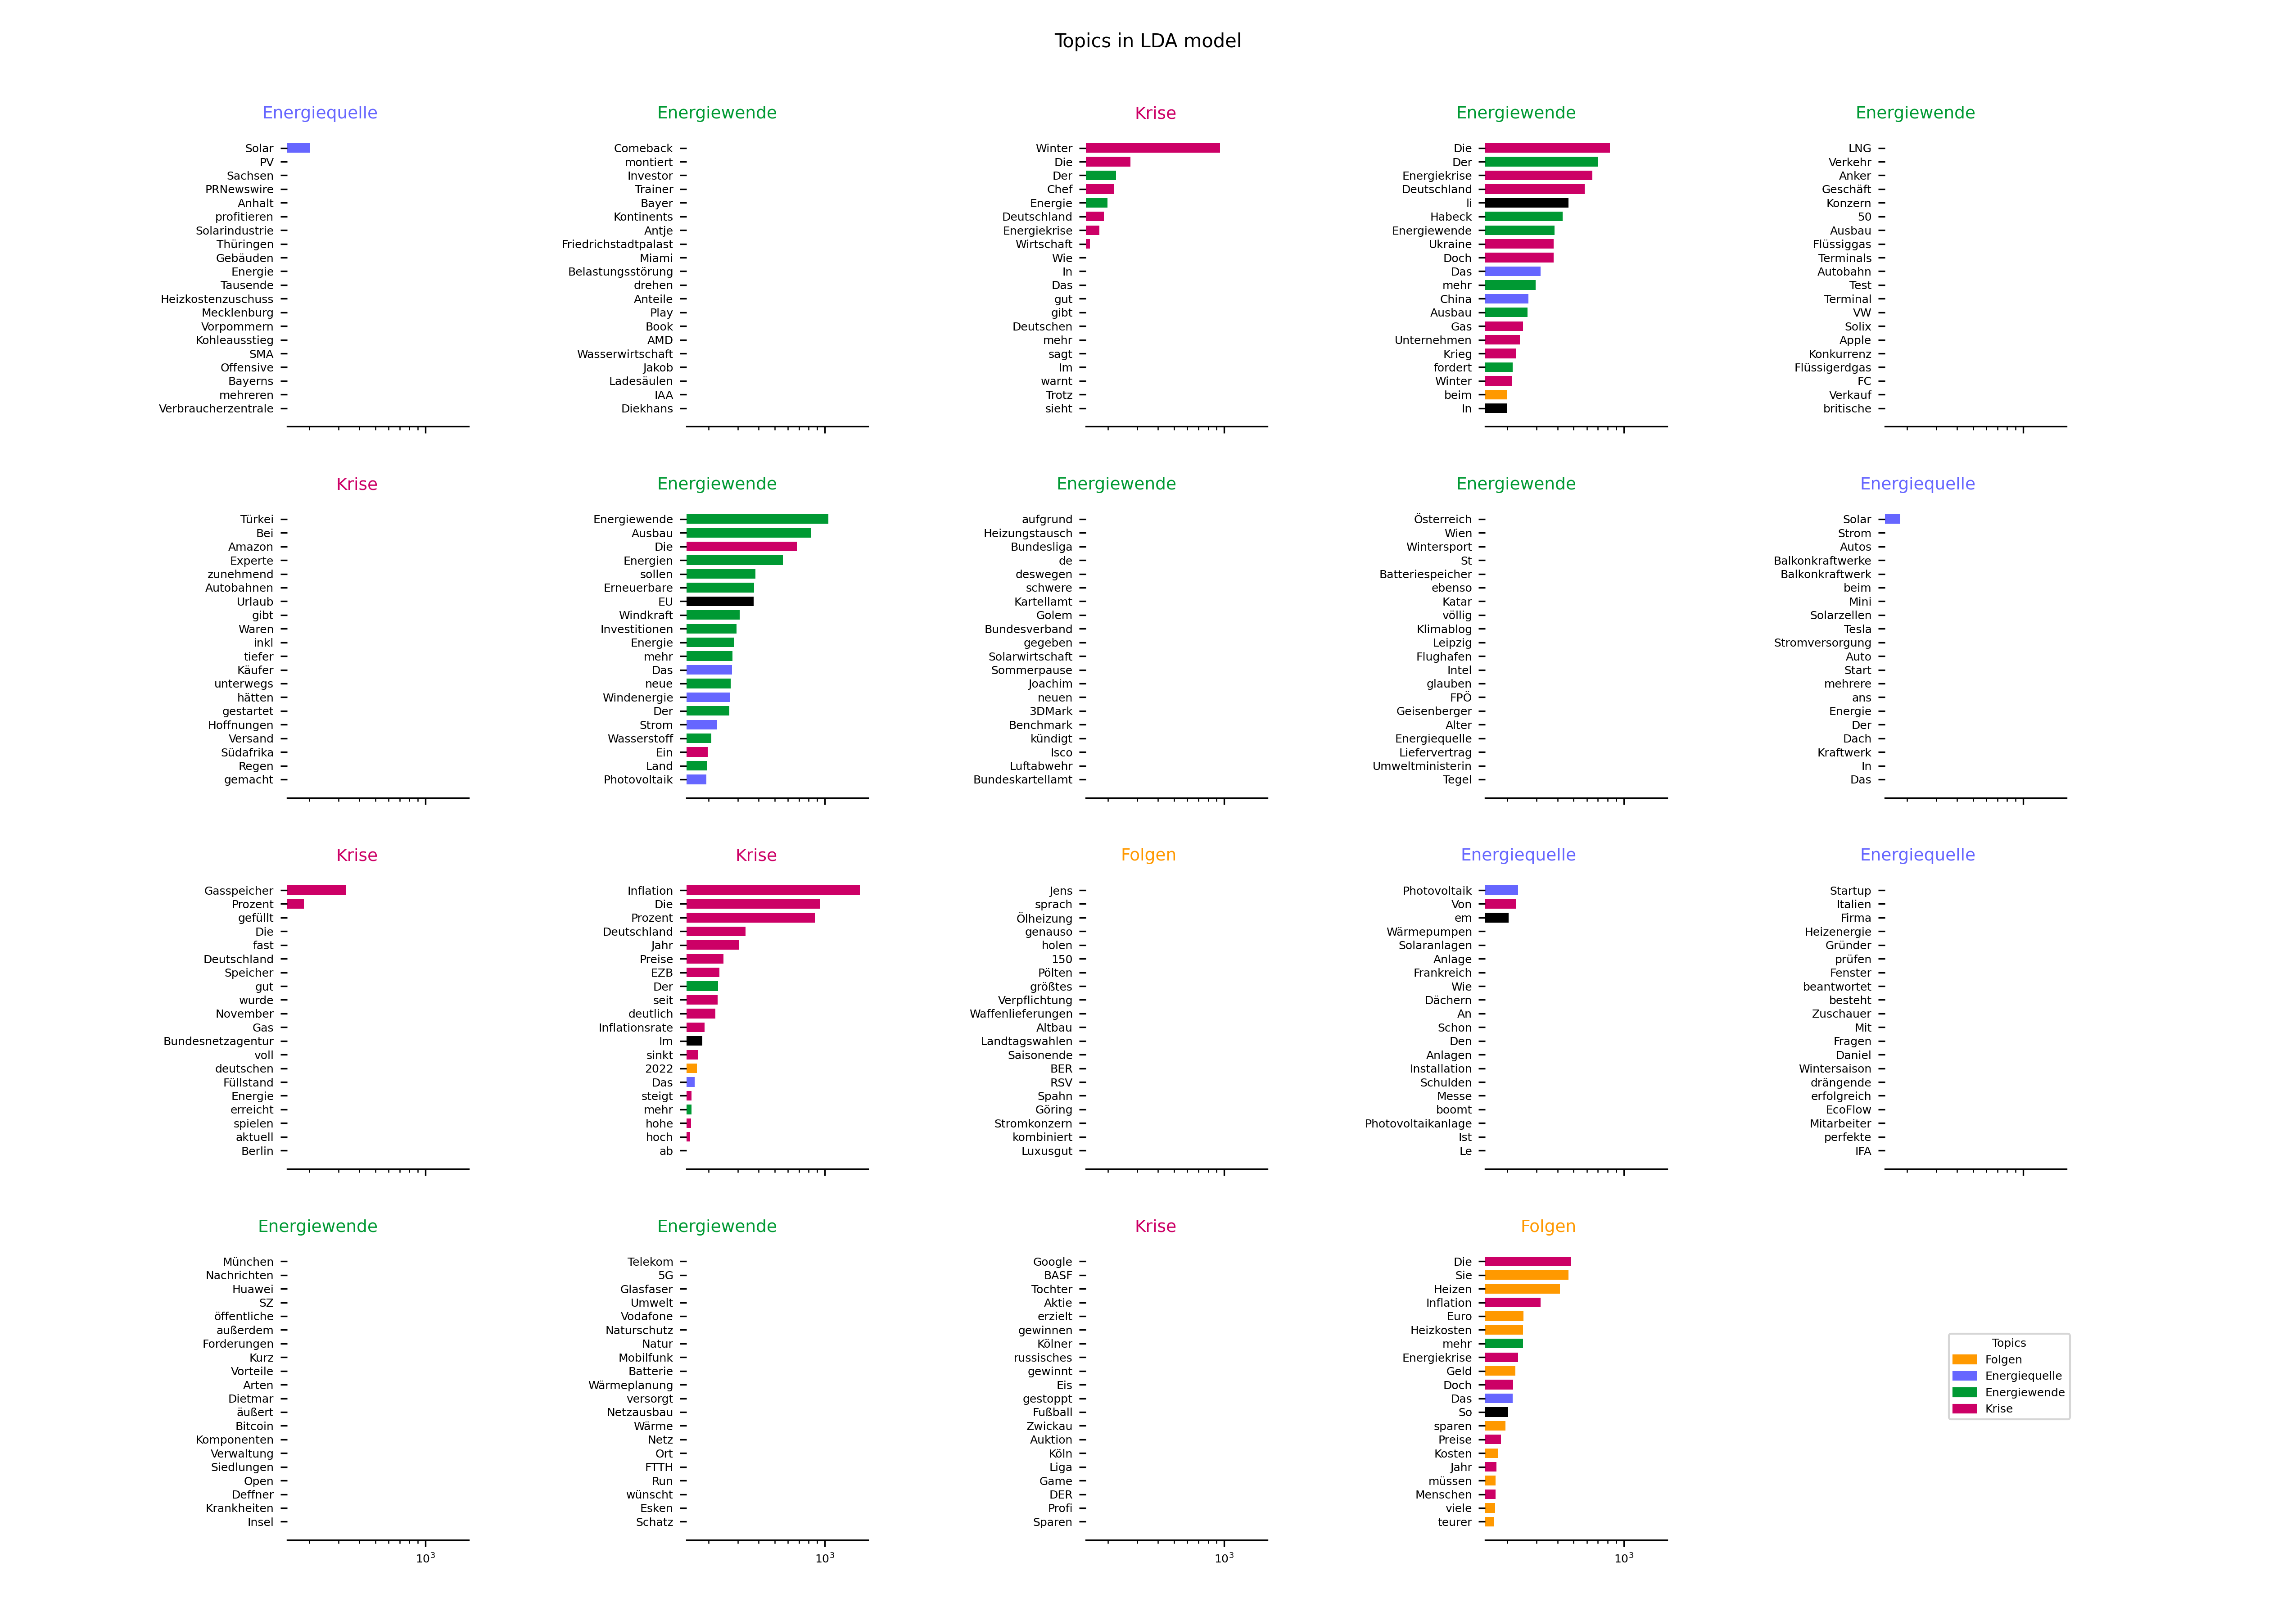 Topics in LDA model
Energiequelle
Solar
PV
Sachsen
PRNewswire
Anhalt
profitieren
Solarindustrie
Thüringen
Gebäuden
Energie
Tausende
Heizkostenzuschuss
Mecklenburg
Vorpommern
Kohleausstieg
SMA
Offensive
Bayerns
mehreren
Verbraucherzentrale
Energiewende
Comeback
montiert
Investor
Trainer
Bayer
Kontinents
Antje
Friedrichstadtpalast
Miami
Belastungsstörung
drehen
Anteile
Play
Book
AMD
Wasserwirtschaft
Jakob
Ladesäulen
IAA
Diekhans
Krise
Winter
Die
Der
Chef
Energie
Deutschland
Energiekrise
Wirtschaft
Wie
In
Das
gut
gibt
Deutschen
mehr
sagt
Im
warnt
Trotz
sieht
Energiewende
Die
Der
Energiekrise
Deutschland
li
Habeck
Energiewende
Ukraine
Doch
Das
mehr
China
Ausbau
Gas
Unternehmen
Krieg
fordert
Winter
beim
In
Energiewende
LNG
Verkehr
Anker
Geschäft
Konzern
50
Ausbau
Flüssiggas
Terminals
Autobahn
Test
Terminal
VW
Solix
Apple
Konkurrenz
Flüssigerdgas
FC
Verkauf
britische
Krise
Türkei
Bei
Amazon
Experte
zunehmend
Autobahnen
Urlaub
gibt
Waren
inkl
tiefer
Käufer
unterwegs
hätten
gestartet
Hoffnungen
Versand
Südafrika
Regen
gemacht
Energiewende
Energiewende
Ausbau
Die
Energien
sollen
Erneuerbare
EU
Windkraft
Investitionen
Energie
mehr
Das
neue
Windenergie
Der
Strom
Wasserstoff
Ein
Land
Photovoltaik
Energiewende
aufgrund
Heizungstausch
Bundesliga
de
deswegen
schwere
Kartellamt
Golem
Bundesverband
gegeben
Solarwirtschaft
Sommerpause
Joachim
neuen
3DMark
Benchmark
kündigt
Isco
Luftabwehr
Bundeskartellamt
Energiewende
Österreich
Wien
Wintersport
St
Batteriespeicher
ebenso
Katar
völlig
Klimablog
Leipzig
Flughafen
Intel
glauben
FPÖ
Geisenberger
Alter
Energiequelle
Liefervertrag
Umweltministerin
Tegel
Energiequelle
Solar
Strom
Autos
Balkonkraftwerke
Balkonkraftwerk
beim
Mini
Solarzellen
Tesla
Stromversorgung
Auto
Start
mehrere
ans
Energie
Der
Dach
Kraftwerk
In
Das
Krise
Gasspeicher
Prozent
gefüllt
Die
fast
Deutschland
Speicher
gut
wurde
November
Gas
Bundesnetzagentur
voll
deutschen
Füllstand
Energie
erreicht
spielen
aktuell
Berlin
Krise
Inflation
Die
Prozent
Deutschland
Jahr
Preise
EZB
Der
seit
deutlich
Inflationsrate
Im
sinkt
2022
Das
steigt
mehr
hohe
hoch
ab
Folgen
Jens
sprach
Ölheizung
genauso
holen
150
Pölten
größtes
Verpflichtung
Waffenlieferungen
Altbau
Landtagswahlen
Saisonende
BER
RSV
Spahn
Göring
Stromkonzern
kombiniert
Luxusgut
Energiequelle
Photovoltaik
Von
em
Wärmepumpen
Solaranlagen
Anlage
Frankreich
Wie
Dächern
An
Schon
Den
Anlagen
Installation
Schulden
Messe
boomt
Photovoltaikanlage
Ist
Le
Energiequelle
Startup
Italien
Firma
Heizenergie
Gründer
prüfen
Fenster
beantwortet
besteht
Zuschauer
Mit
Fragen
Daniel
Wintersaison
drängende
erfolgreich
EcoFlow
Mitarbeiter
perfekte
IFA
Energiewende
München
Nachrichten
Huawei
SZ
öffentliche
außerdem
Forderungen
Kurz
Vorteile
Arten
Dietmar
äußert
Bitcoin
Komponenten
Verwaltung
Siedlungen
Open
Deffner
Krankheiten
Insel
10³
Energiewende
Telekom
5G
Glasfaser
Umwelt
Vodafone
Naturschutz
Natur
Mobilfunk
Batterie
Wärmeplanung
versorgt
Netzausbau
Wärme
Netz
Ort
FTTH
Run
wünscht
Esken
Schatz
10³
Krise
Google
BASF
Tochter
Aktie
erzielt
gewinnen
Kölner
russisches
gewinnt
Eis
gestoppt
Fußball
Zwickau
Auktion
Köln
Liga
Game
DER
Profi
Sparen
10³
Folgen
Die
Sie
Heizen
Inflation
Euro
Heizkosten
mehr
Energiekrise
Geld
Doch
Das
So
sparen
Preise
Kosten
Jahr
müssen
Menschen
viele
teurer
10³
Topics
Folgen
Energiequelle
Energiewende
Krise